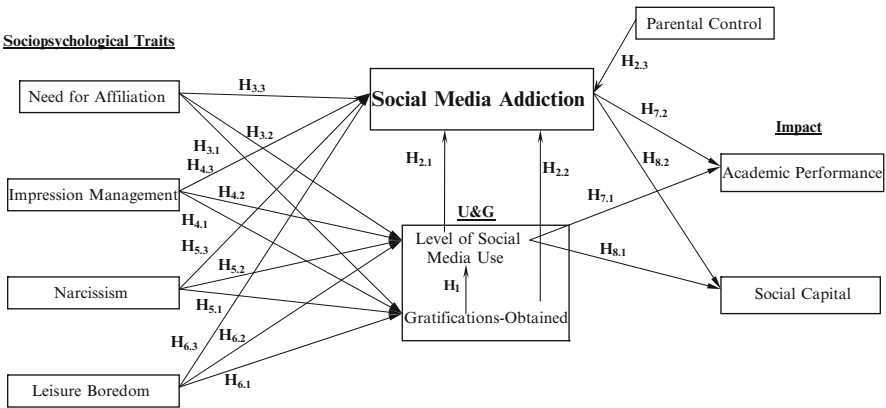 Parental Control
Sociopsychological Traits
H2.3
Need for Affiliation
H3.3
Social Media Addiction
H3.2
H7.2
Impact
H3.1
H4.3
H2.1
H2.2
H8.2
Academic Performance
Impression Management
H4.2
H4.1
H7.1
U&G
Level of Social
Media Use
H5.3
H8.1
H5.2
H1
Narcissism
H5.1
Social Capital
Gratifications-Obtained
H6.2
H6.3
H6.1
Leisure Boredom